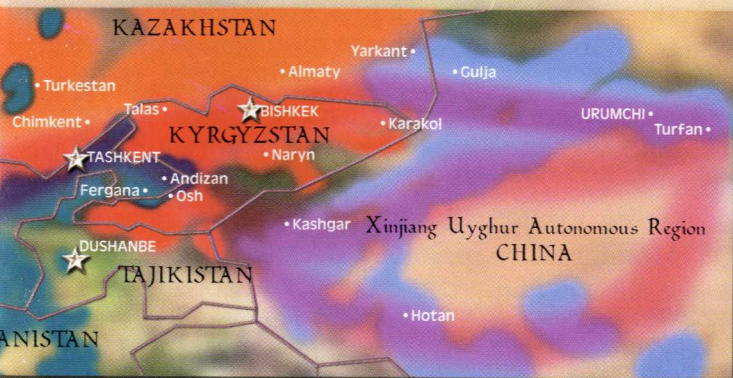 KAZAKHSTAN
Yarkant
Almaty
Gulja
Turkestan
Talas
BISHKEK
URUMCHI
Chimkent
Karakol
Turfan
KYRGYZSTAN
TASHKENT
Naryn
Andizan
Fergana
Osh
Kashgar
Xinjiang Uyghur Autonomous Region
CHINA
DUSHANBE
TAJIKISTAN
Hotan
ANISTAN